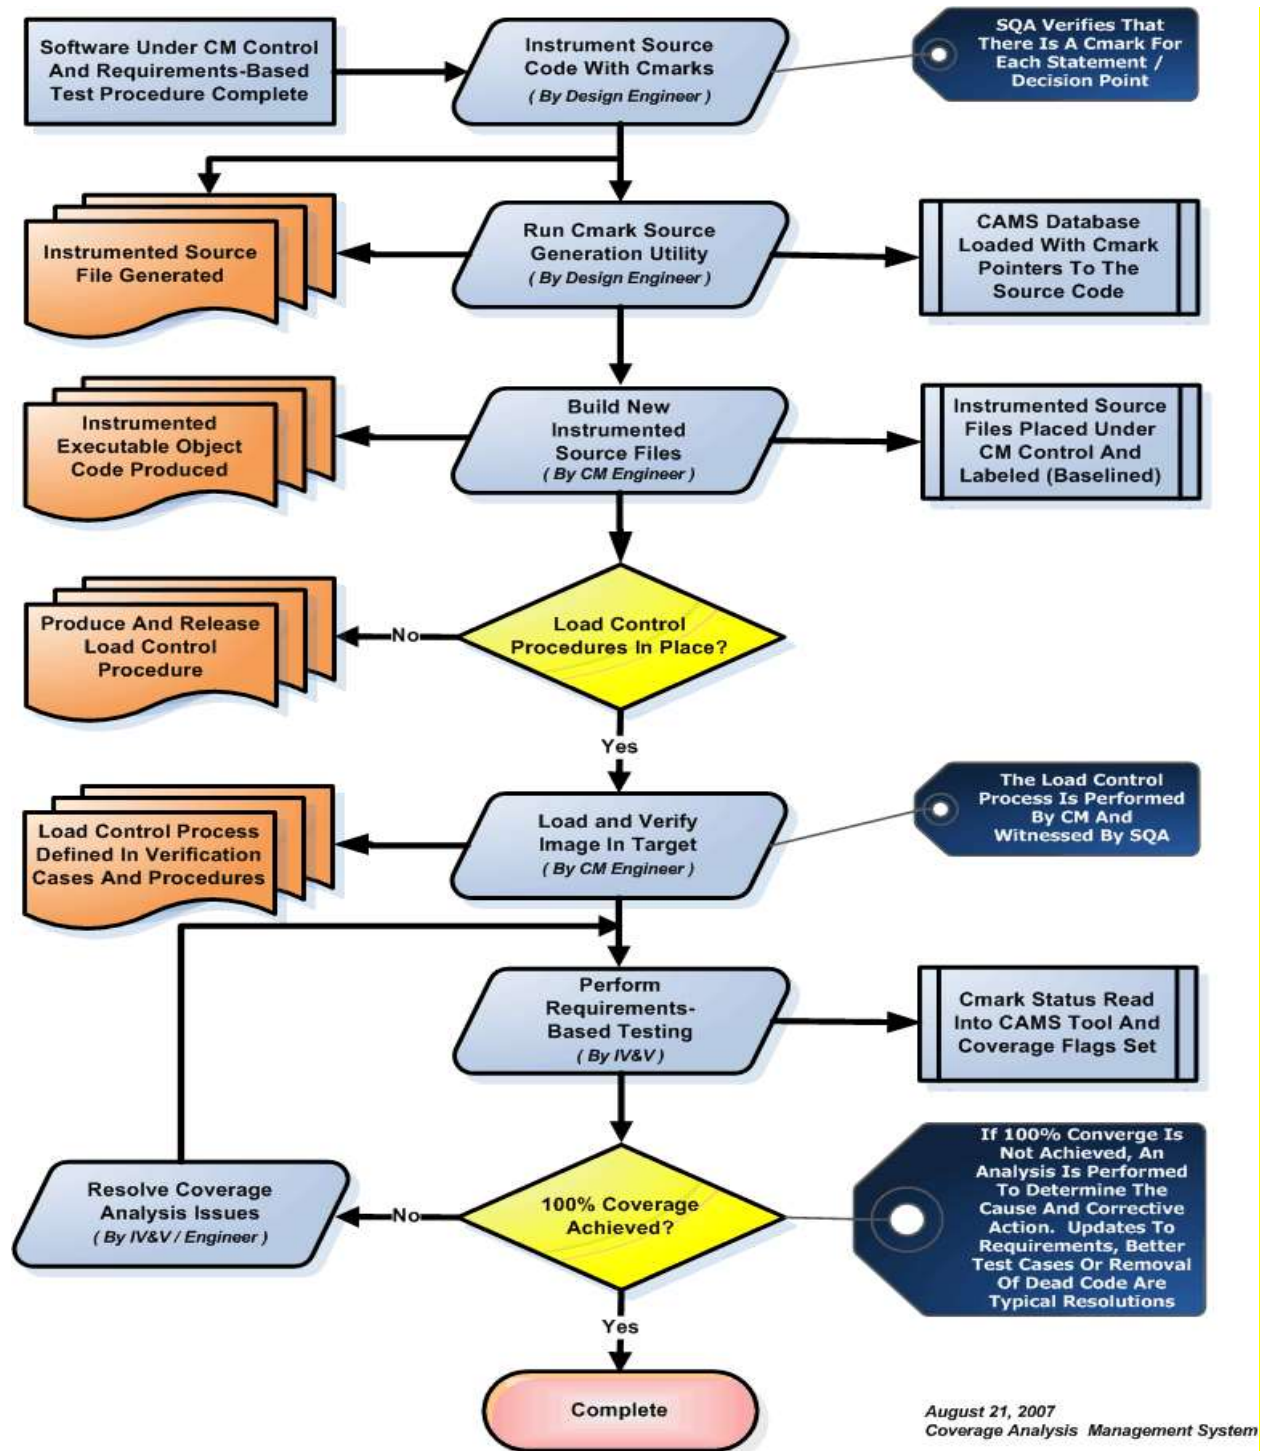 Software Under CM Control
And Requirements-Based
Test Procedure Complete
Instrument Source
Code With Cmarks
( By Design Engineer )
SQA Verifies That
There Is A Cmark For
Each Statement /
Decision Point
Instrumented Source
File Generated
Run Cmark Source
Generation Utility
( By Design Engineer )
CAMS Database
Loaded With Cmark
Pointers To The
Source Code
Instrumented
Executable Object
Code Produced
Build New
Instrumented
Source Files
( By CM Engineer )
Instrumented Source
Files Placed Under
CM Control And
Labeled (Baselined)
Produce And Release
Load Control
Procedure
No
Load Control
Procedures In Place?
Yes
Load Control Process
Defined In Verification
Cases And Procedures
Load and Verify
Image In Target
( By CM Engineer )
The Load Control
Process Is Performed
By CM And
Witnessed By SQA
Perform
Requirements-
Based Testing
( By IV&V )
Cmark Status Read
Into CAMS Tool And
Coverage Flags Set
Resolve Coverage
Analysis Issues
( By IV&V / Engineer )
No
100% Coverage
Achieved?
If 100% Converge Is
Not Achieved, An
Analysis Is Performed
To Determine The
Cause And Corrective
Action. Updates To
Requirements, Better
Test Cases Or Removal
Of Dead Code Are
Typical Resolutions
Yes
Complete
August 21, 2007
Coverage Analysis Management System